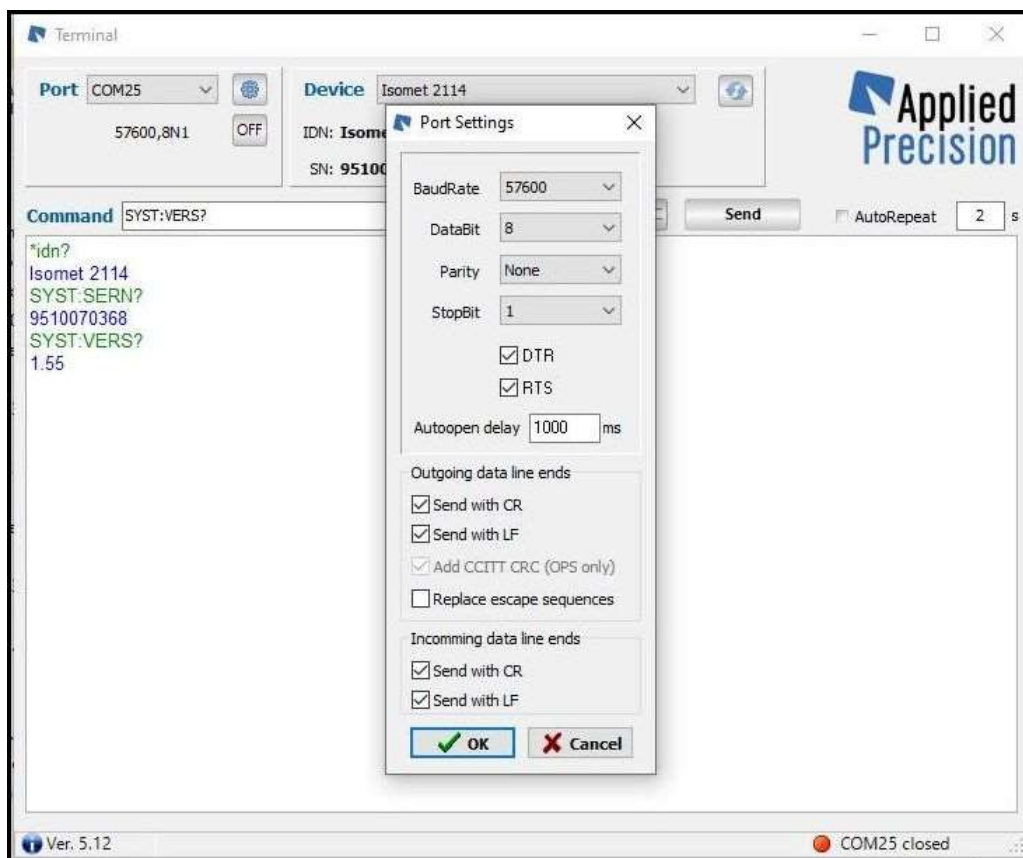 Terminal
Port COM25
57600,8N1 OFF
Device Isomet 2114
IDN: Isome
SN: 95100
Applied
Precision
Command SYST:VERS? Send AutoRepeat 2 s
*idn?
Isomet 2114
SYST:SERN?
9510070368
SYST:VERS?
1.55
Port Settings
BaudRate 57600
DataBit 8
Parity None
StopBit 1
DTR
RTS
Autoopen delay 1000 ms
Outgoing data line ends
Send with CR
Send with LF
Add CCITT CRC (OPS only)
Replace escape sequences
Incomming data line ends
Send with CR
Send with LF
OK Cancel
Ver. 5.12 COM25 closed